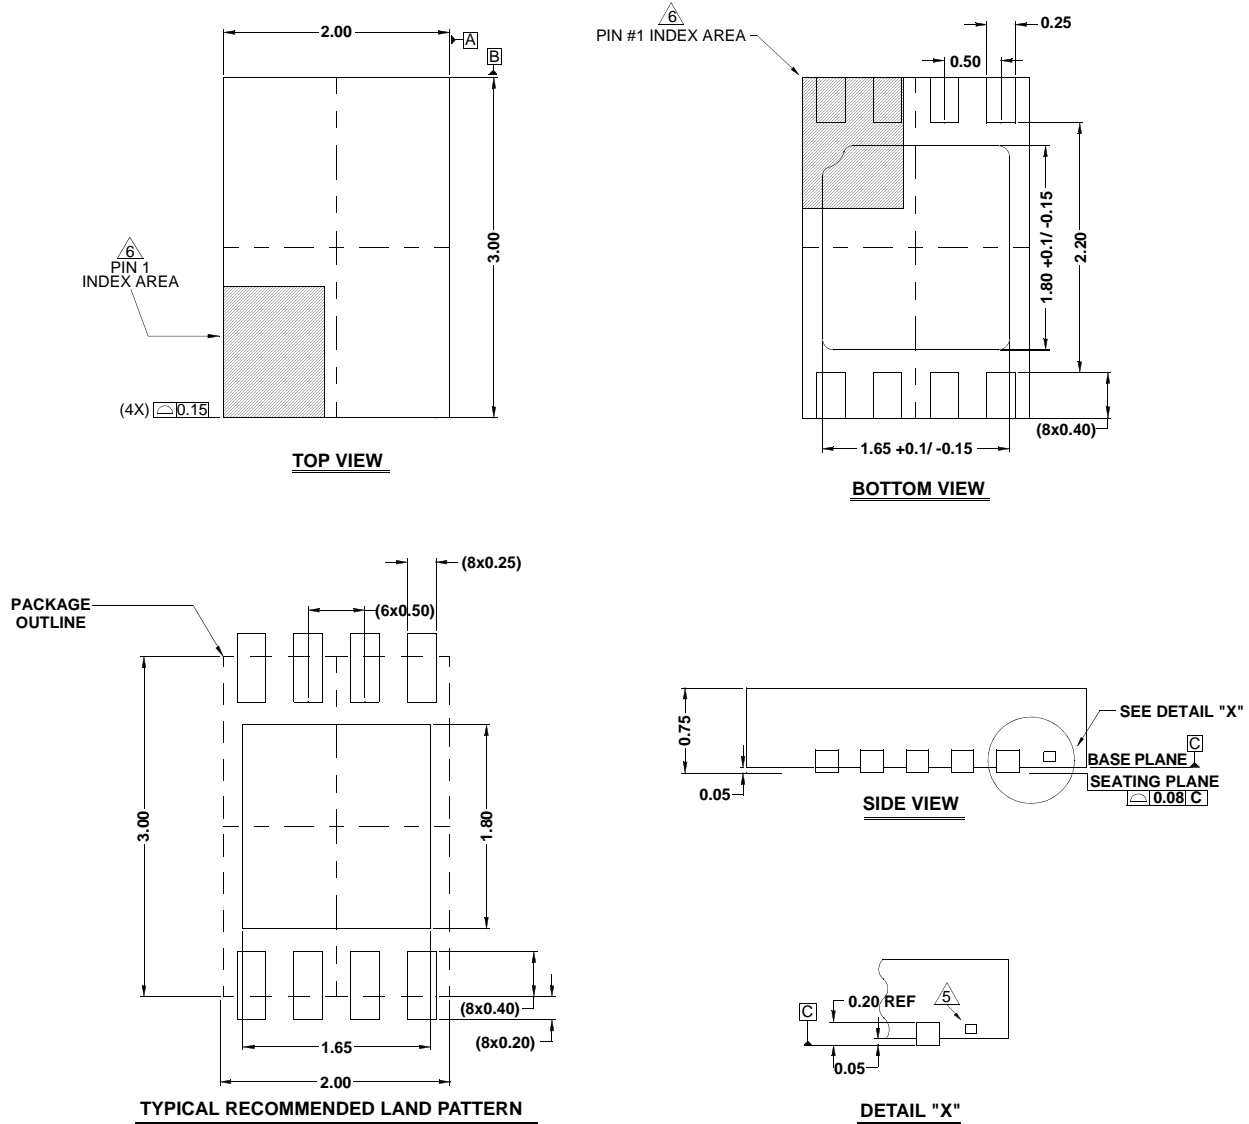 2.00
A
B
3.00
6
PIN 1
INDEX AREA
(4X) 0.15
TOP VIEW
6
PIN #1 INDEX AREA
0.25
0.50
1.80 +0.1/ -0.15
2.20
(8x0.40)
1.65 +0.1/ -0.15
BOTTOM VIEW
PACKAGE
OUTLINE
(8x0.25)
(6x0.50)
3.00
1.80
(8x0.40)
(8x0.20)
1.65
2.00
TYPICAL RECOMMENDED LAND PATTERN
0.75
0.05
SEE DETAIL "X"
C
BASE PLANE
SEATING PLANE
0.08 C
SIDE VIEW
0.20 REF
5
C
0.05
DETAIL "X"